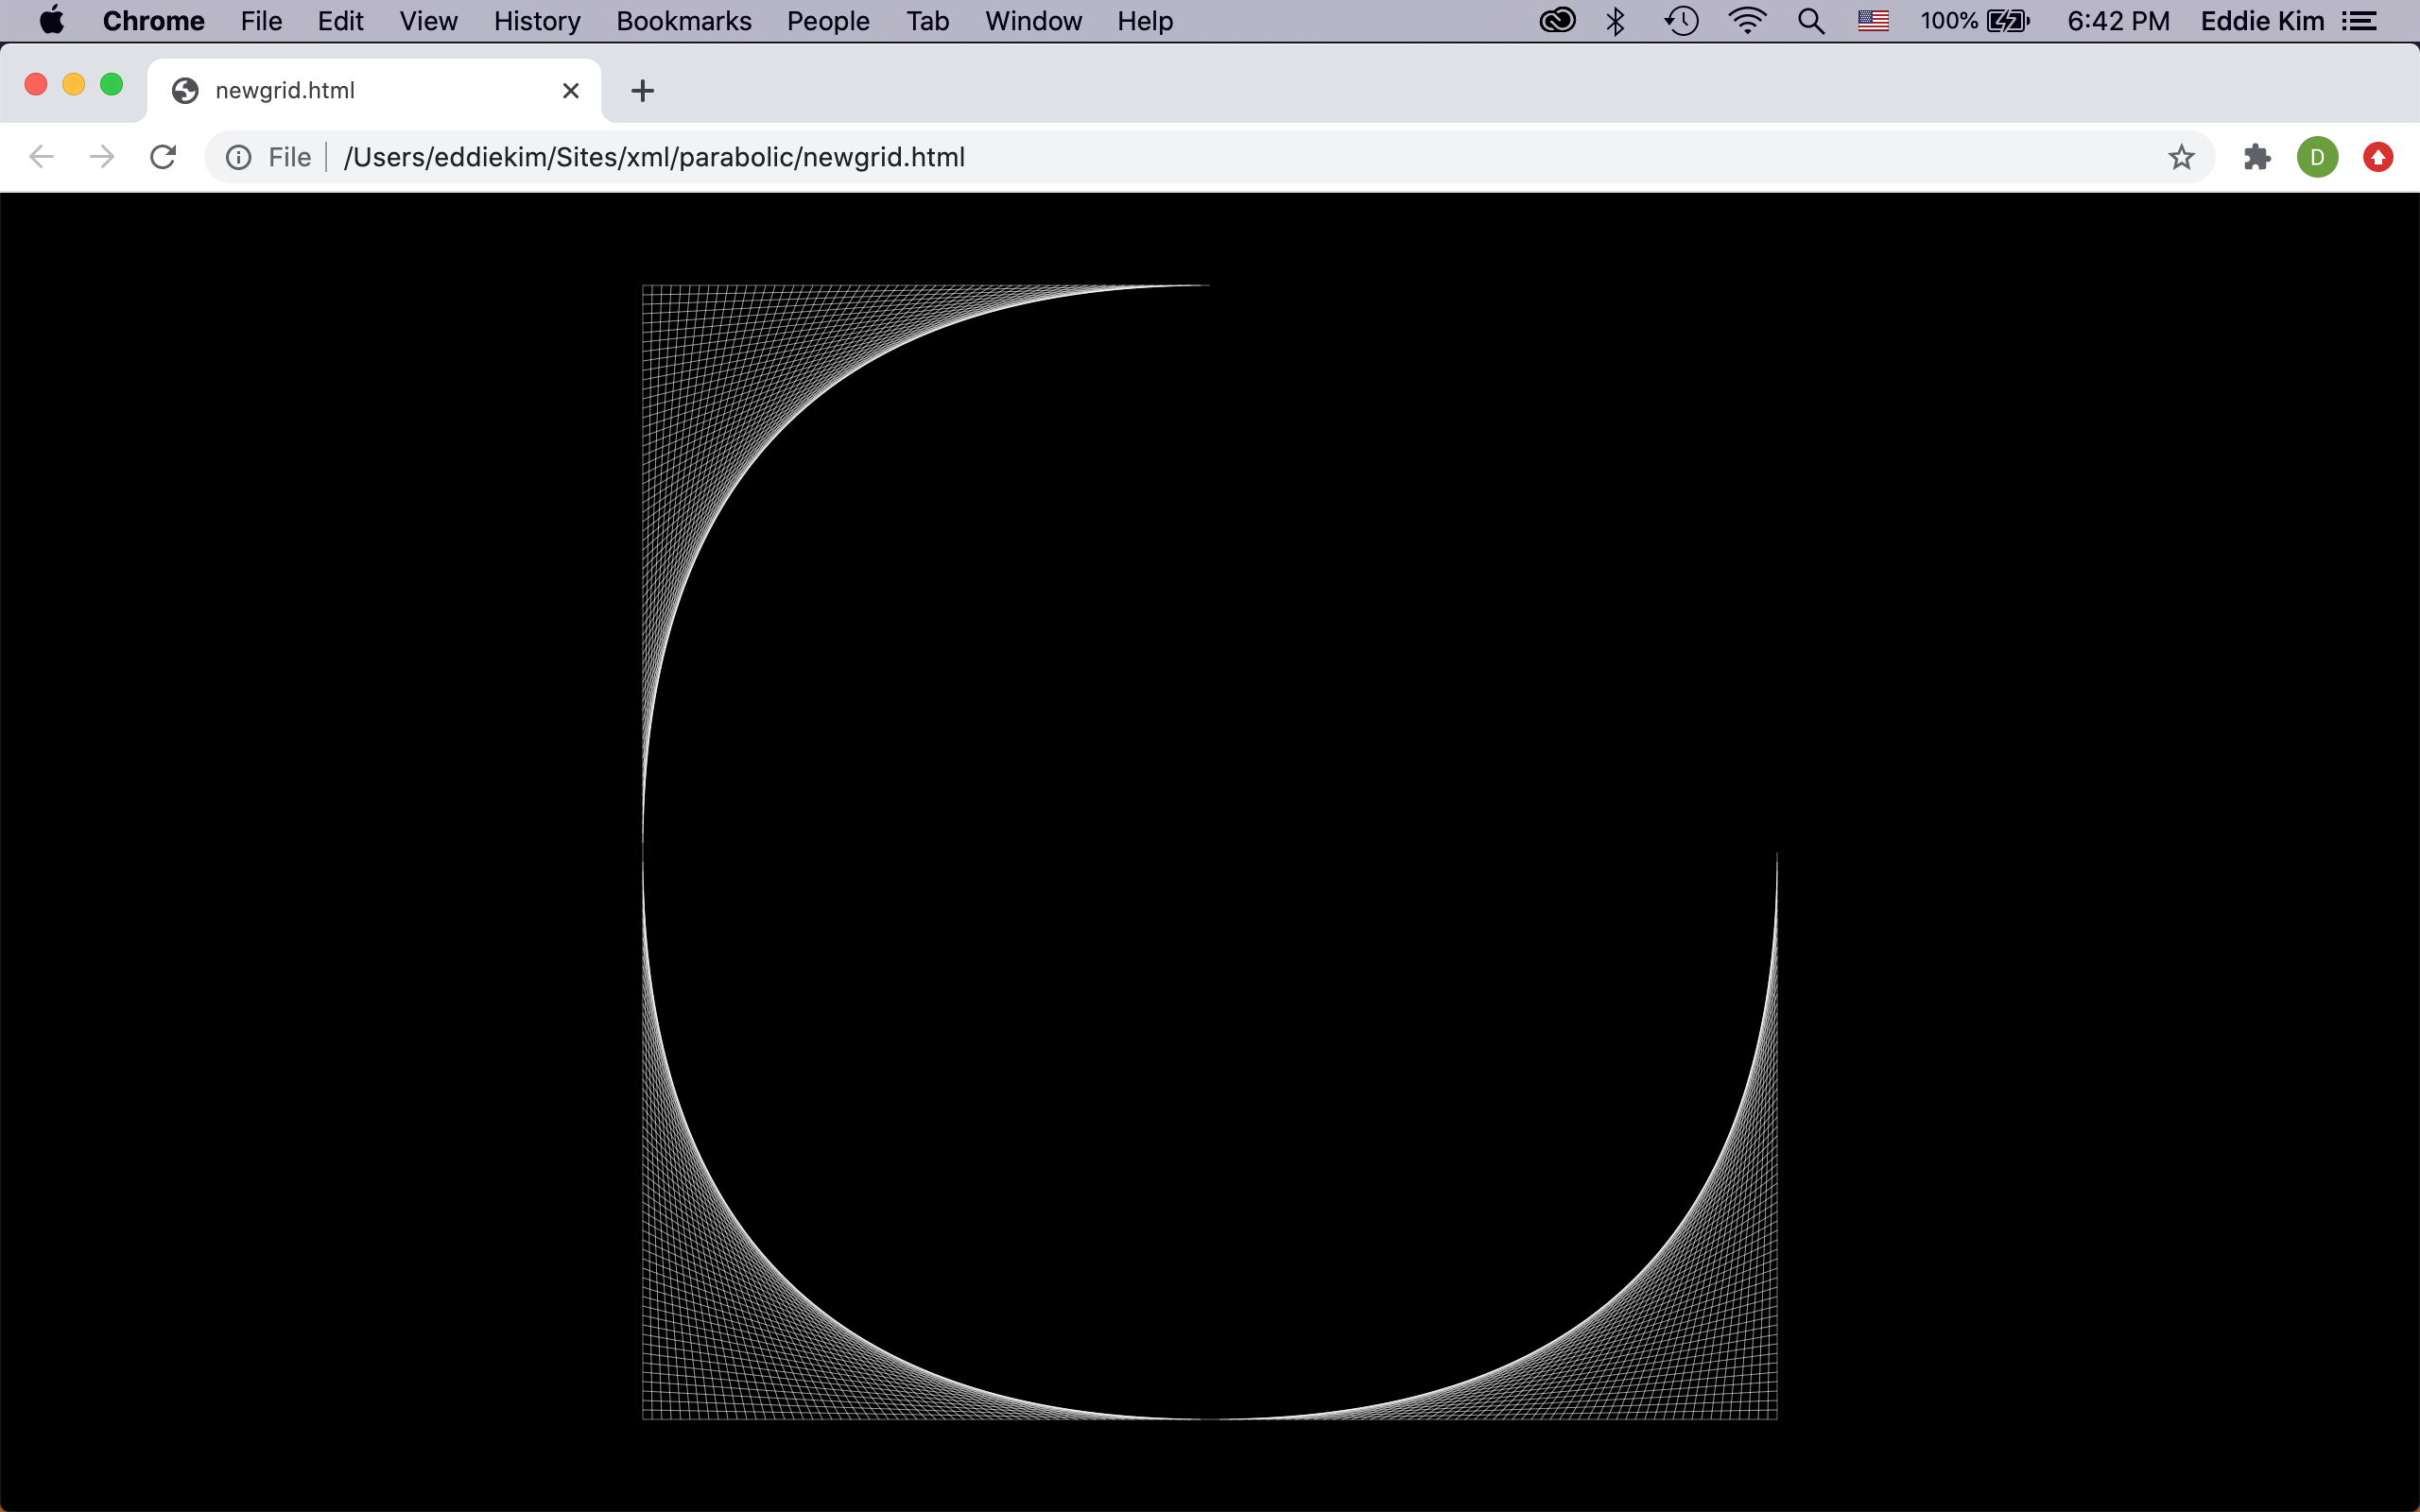 Chrome File Edit View History Bookmarks People Tab Window Help 100% 6:42 PM Eddie Kim
newgrid.html
File /Users/eddiekim/Sites/xml/parabolic/newgrid.html D